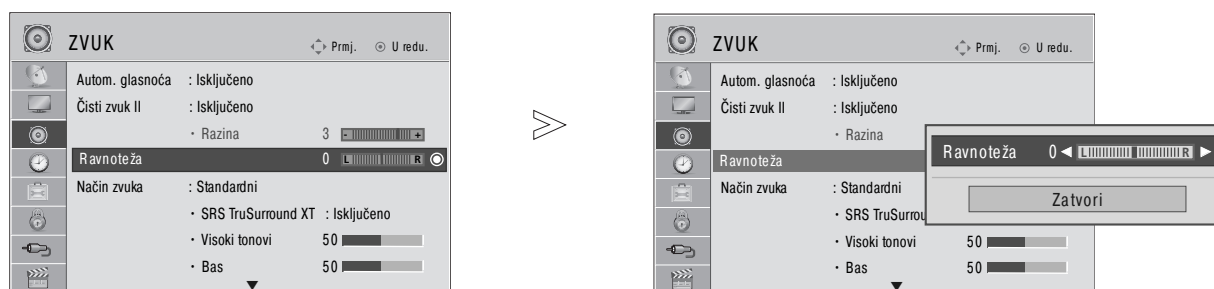 ZVUK Prmj. U redu.
Autom. glasnoća : Isključeno
Čisti zvuk II : Isključeno
• Razina 3 - +
Ravnoteža 0 L R
Način zvuka : Standardni
• SRS TruSurround XT : Isključeno
• Visoki tonovi 50
• Bas 50
ZVUK Prmj. U redu.
Autom. glasnoća : Isključeno
Čisti zvuk II : Isključeno
• Razina
Ravnoteža
Ravnoteža 0 L R
Zatvori
Način zvuka : Standardni
• SRS TruSurrou
• Visoki tonovi 50
• Bas 50